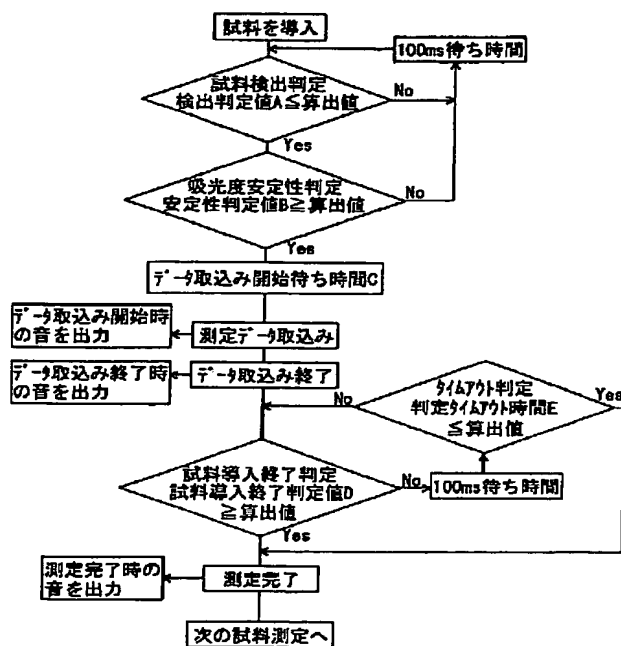 試料を導入
100ms待ち時間
試料検出判定
検出判定値A≦算出値
No
Yes
吸光度安定性判定
安定性判定値B≧算出値
No
Yes
データ取込み開始待ち時間C
データ取込み開始時
の音を出力
測定データ取込み
データ取込み終了時
の音を出力
データ取込み終了
タイムアウト判定
判定タイムアウト時間E
≦算出値
No
Yes
試料導入終了判定
試料導入終了判定値D
≧算出値
No
100ms待ち時間
Yes
測定完了時の
音を出力
測定完了
次の試料測定へ